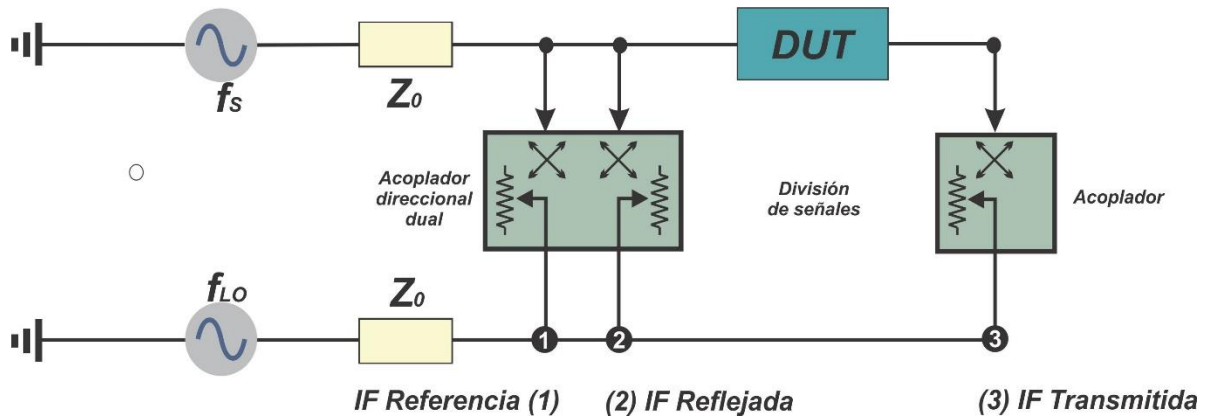 DUT
fS
Z0
Acoplador
direccional
dual
División
de señales
Acoplador
fLO
Z0
1
2
3
IF Referencia (1)
(2) IF Reflejada
(3) IF Transmitida